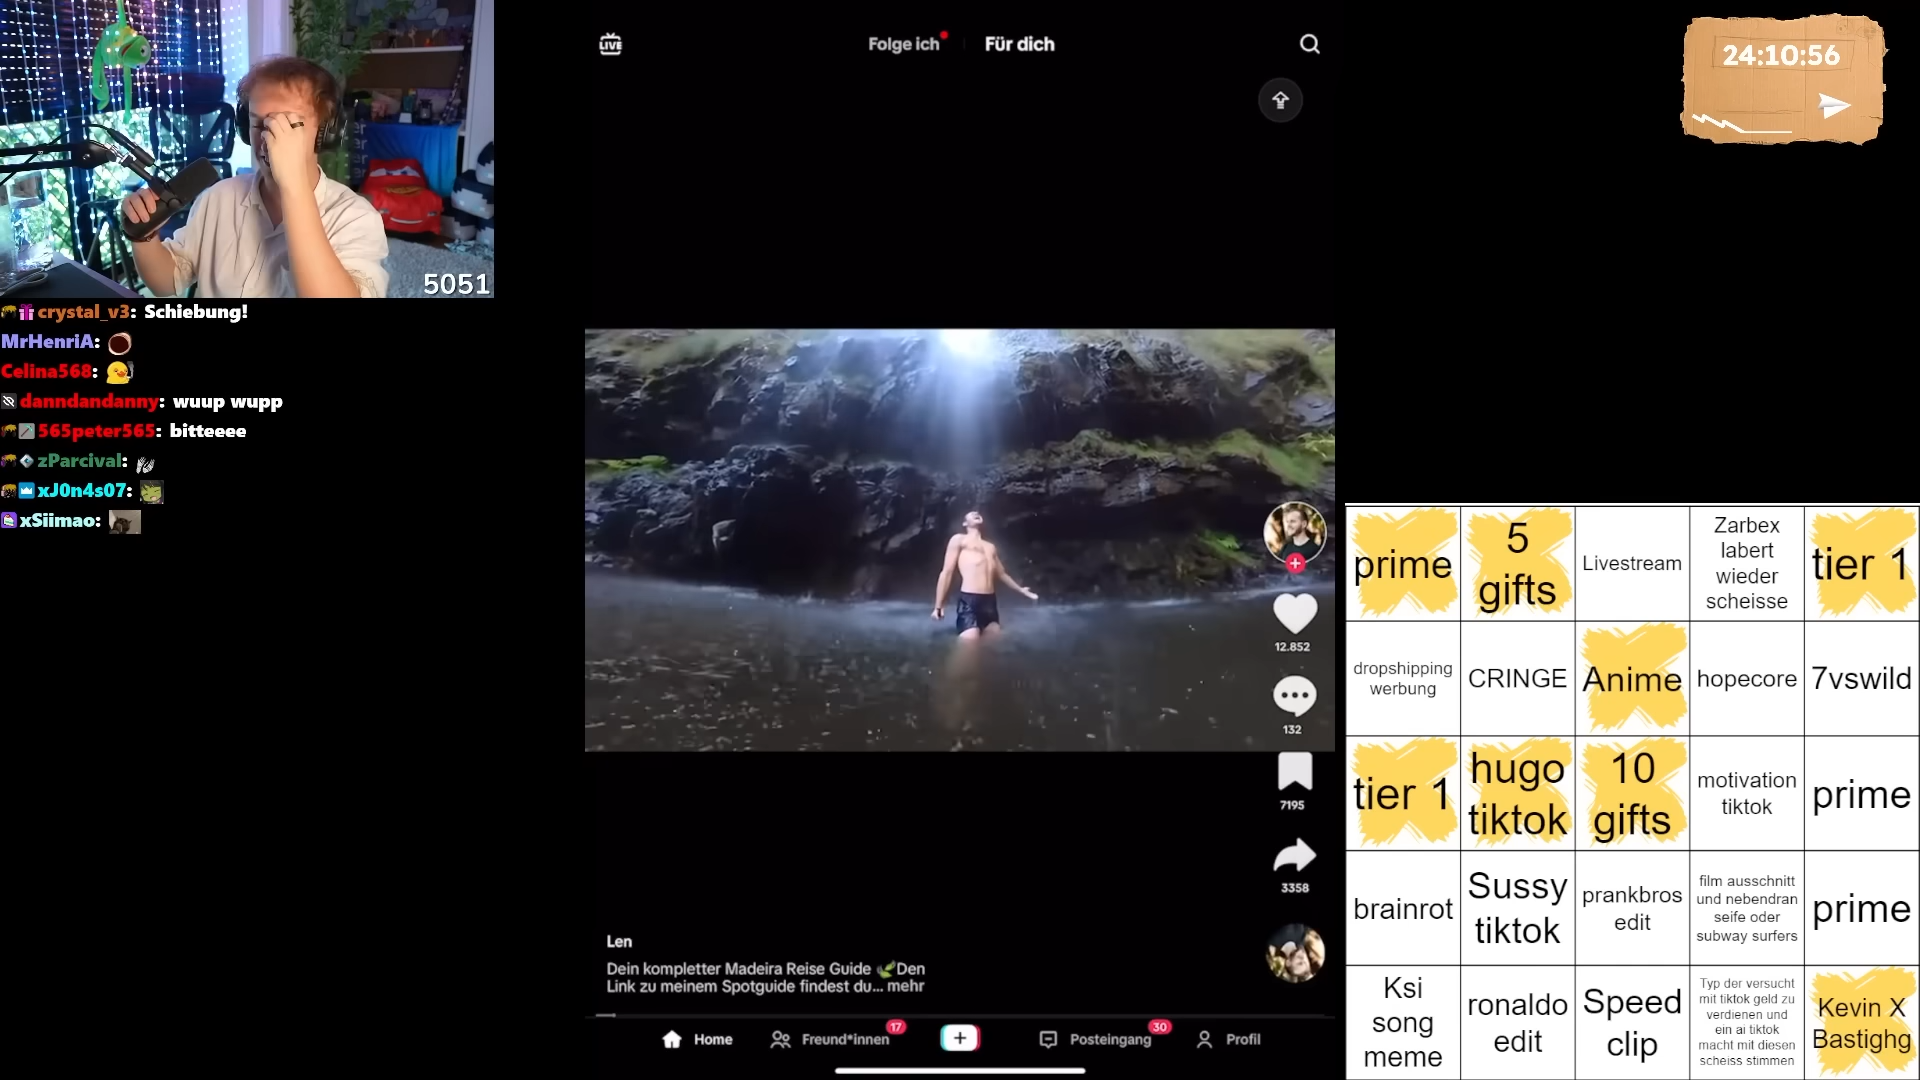 LIVE
Folge ich
Für dich
24:10:56
5051
crystal_v3: Schiebung!
MrHenriA:
Celina568:
danndandanny: wuup wupp
565peter565: bitteeee
zParcival:
xJ0n4s07:
xSiimao:
12.852
132
7195
3358
Len
Dein kompletter Madeira Reise Guide 🌿Den
Link zu meinem Spotguide findest du... mehr
Home
Freund*innen
17
Posteingang
30
Profil
prime
5
gifts
Livestream
Zarbex
labert
wieder
scheisse
tier 1
dropshipping
werbung
CRINGE
Anime
hopecore
7vswild
tier 1
hugo
tiktok
10
gifts
motivation
tiktok
prime
brainrot
Sussy
tiktok
prankbros
edit
film ausschnitt
und nebendran
seife oder
subway surfers
prime
Ksi
song
meme
ronaldo
edit
Speed
clip
Typ der versucht
mit tiktok geld zu
verdienen und
ein ai tiktok
macht mit diesen
scheiss stimmen
Kevin X
Bastighg